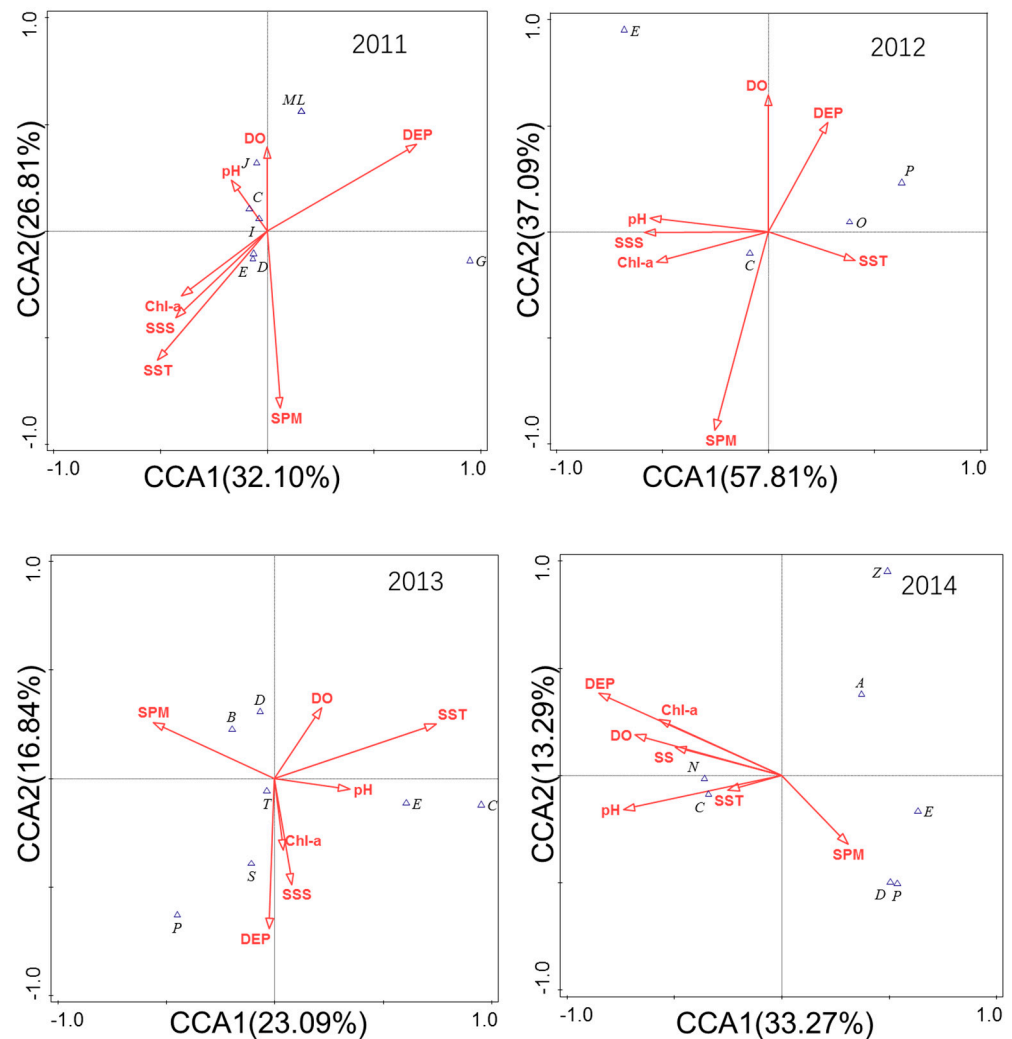 1.0
2011
ML
DO
DEP
J
pH
C
I
E
D
G
Chl-a
SSS
SST
SPM
CCA2(26.81%)
-1.0
-1.0
1.0
CCA1(32.10%)
1.0
2012
E
DO
DEP
P
pH
O
SSS
Chl-a
C
SST
SPM
CCA2(37.09%)
-1.0
-1.0
1.0
CCA1(57.81%)
1.0
2013
D
DO
SPM
B
SST
T
pH
E
C
Chl-a
S
SSS
P
DEP
CCA2(16.84%)
-1.0
-1.0
1.0
CCA1(23.09%)
1.0
Z
2014
DEP
A
Chl-a
DO
SS
N
C
SST
pH
E
SPM
D
P
CCA2(13.29%)
-1.0
-1.0
1.0
CCA1(33.27%)